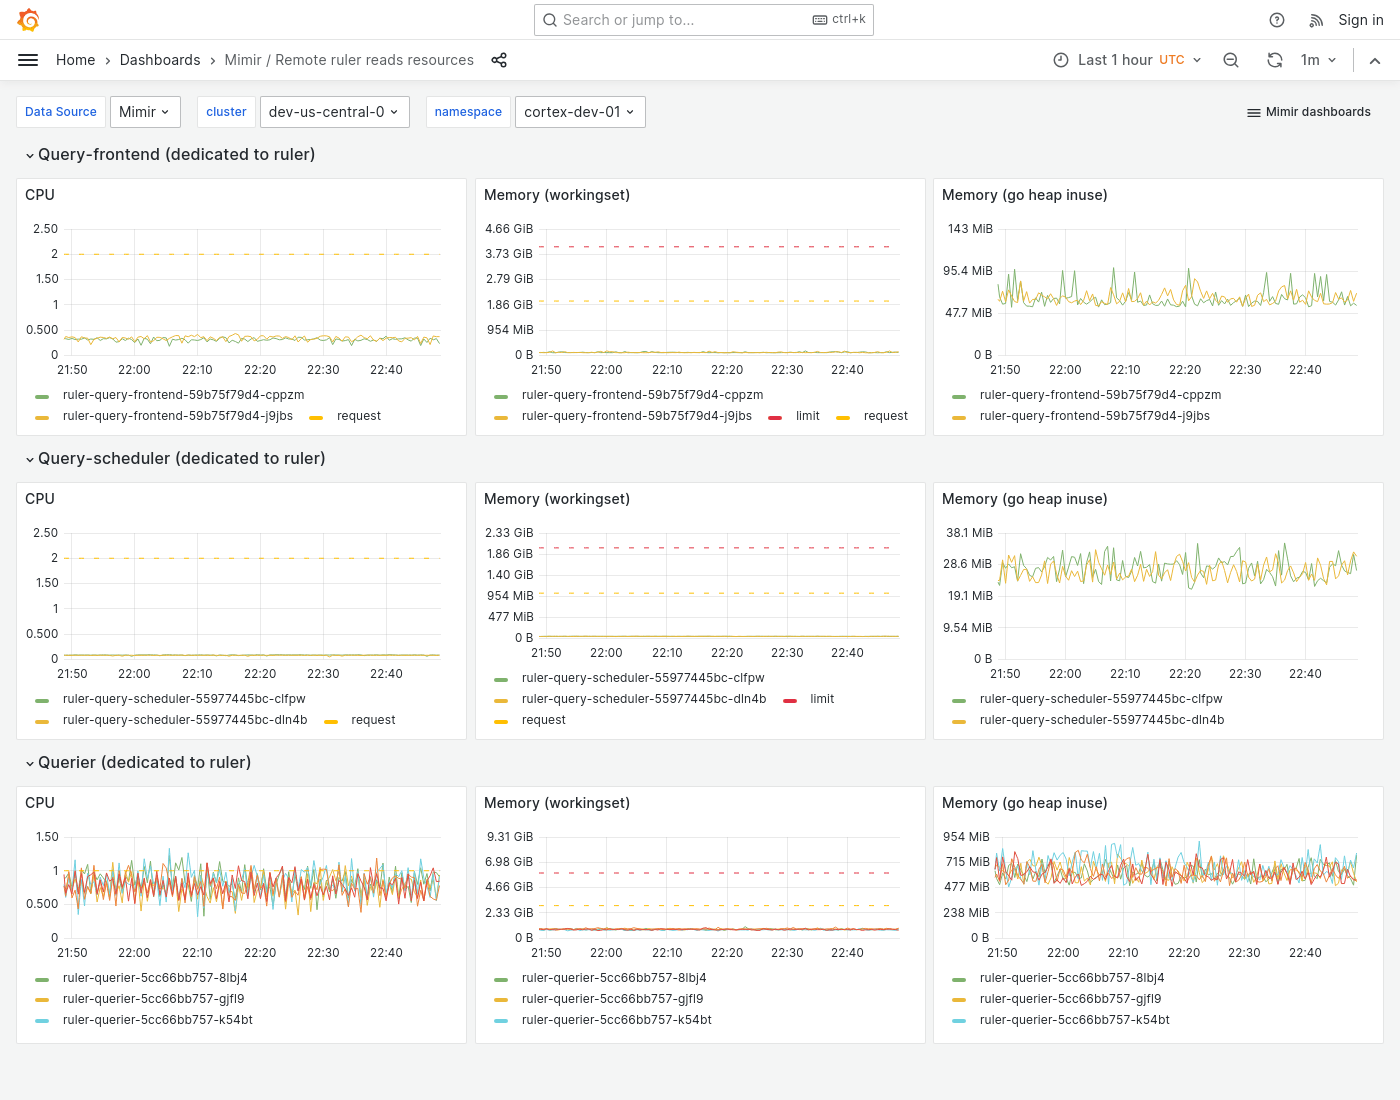 Search or jump to...
ctrl+k
Sign in
Home
Dashboards
Mimir / Remote ruler reads resources
Last 1 hour UTC
1m
Data Source
Mimir
cluster
dev-us-central-0
namespace
cortex-dev-01
Mimir dashboards
Query-frontend (dedicated to ruler)
CPU
2.50
2
1.50
1
0.500
0
21:50 22:00 22:10 22:20 22:30 22:40
ruler-query-frontend-59b75f79d4-cppzm
ruler-query-frontend-59b75f79d4-j9jbs request
Memory (workingset)
4.66 GiB
3.73 GiB
2.79 GiB
1.86 GiB
954 MiB
0 B
21:50 22:00 22:10 22:20 22:30 22:40
ruler-query-frontend-59b75f79d4-cppzm
ruler-query-frontend-59b75f79d4-j9jbs limit request
Memory (go heap inuse)
143 MiB
95.4 MiB
47.7 MiB
0 B
21:50 22:00 22:10 22:20 22:30 22:40
ruler-query-frontend-59b75f79d4-cppzm
ruler-query-frontend-59b75f79d4-j9jbs
Query-scheduler (dedicated to ruler)
CPU
2.50
2
1.50
1
0.500
0
21:50 22:00 22:10 22:20 22:30 22:40
ruler-query-scheduler-55977445bc-clfpw
ruler-query-scheduler-55977445bc-dln4b request
Memory (workingset)
2.33 GiB
1.86 GiB
1.40 GiB
954 MiB
477 MiB
0 B
21:50 22:00 22:10 22:20 22:30 22:40
ruler-query-scheduler-55977445bc-clfpw
ruler-query-scheduler-55977445bc-dln4b limit
request
Memory (go heap inuse)
38.1 MiB
28.6 MiB
19.1 MiB
9.54 MiB
0 B
21:50 22:00 22:10 22:20 22:30 22:40
ruler-query-scheduler-55977445bc-clfpw
ruler-query-scheduler-55977445bc-dln4b
Querier (dedicated to ruler)
CPU
1.50
1
0.500
0
21:50 22:00 22:10 22:20 22:30 22:40
ruler-querier-5cc66bb757-8lbj4
ruler-querier-5cc66bb757-gjfl9
ruler-querier-5cc66bb757-k54bt
Memory (workingset)
9.31 GiB
6.98 GiB
4.66 GiB
2.33 GiB
0 B
21:50 22:00 22:10 22:20 22:30 22:40
ruler-querier-5cc66bb757-8lbj4
ruler-querier-5cc66bb757-gjfl9
ruler-querier-5cc66bb757-k54bt
Memory (go heap inuse)
954 MiB
715 MiB
477 MiB
238 MiB
0 B
21:50 22:00 22:10 22:20 22:30 22:40
ruler-querier-5cc66bb757-8lbj4
ruler-querier-5cc66bb757-gjfl9
ruler-querier-5cc66bb757-k54bt